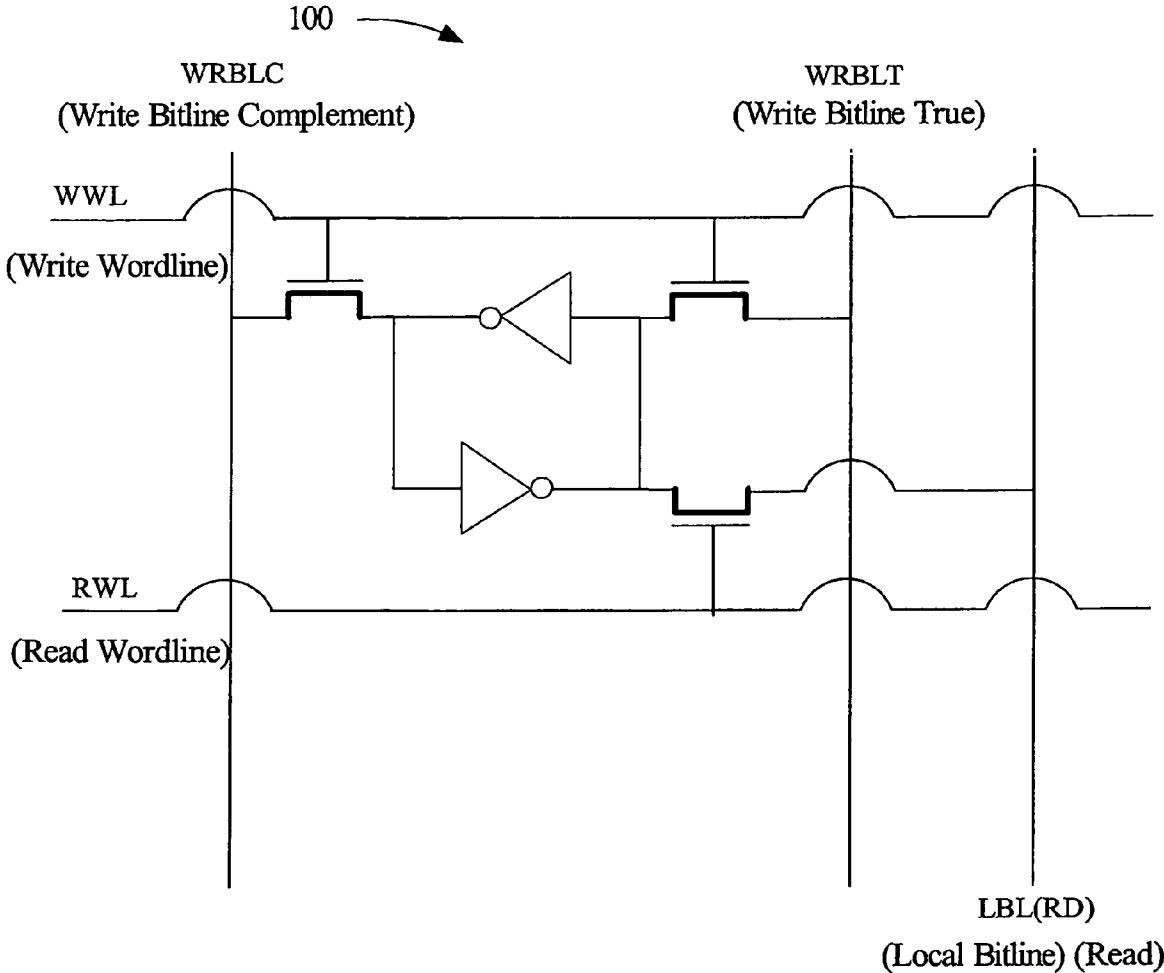 100
WRBLC
(Write Bitline Complement)
WRBLT
(Write Bitline True)
WWL
(Write Wordline)
RWL
(Read Wordline)
LBL(RD)
(Local Bitline) (Read)